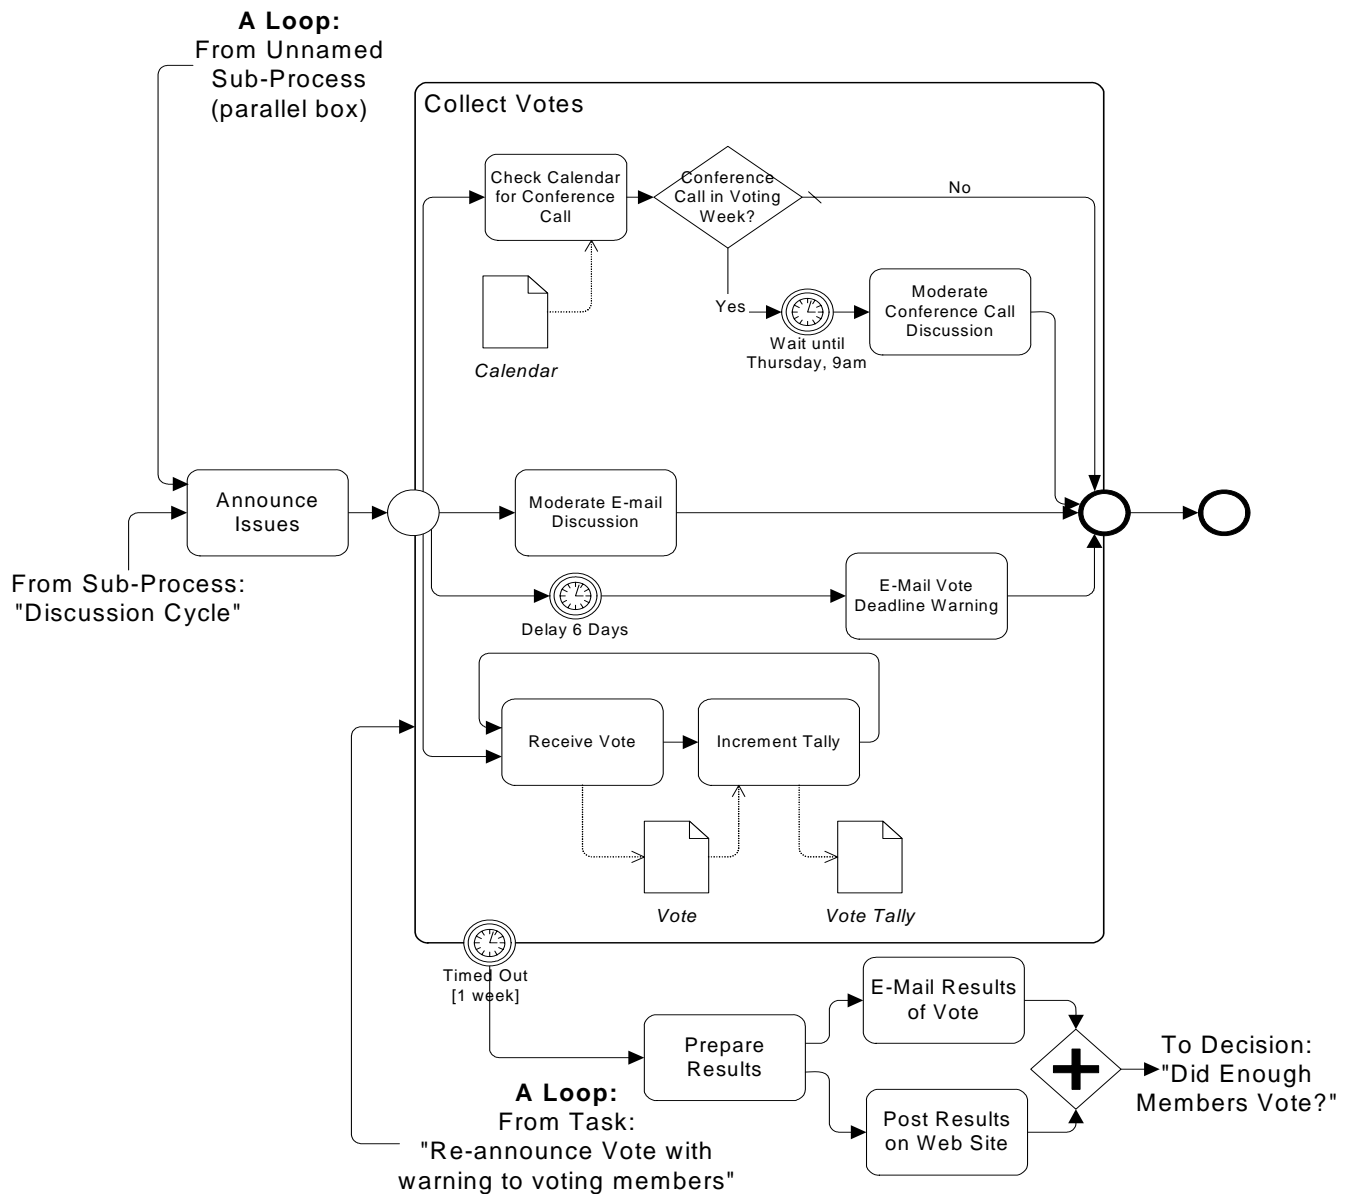 A Loop:
From Unnamed
Sub-Process
(parallel box)
Collect Votes
Check Calendar
for Conference
Call
Conference
Call in Voting
Week?
No
Yes
Wait until
Thursday, 9am
Moderate
Conference Call
Discussion
Calendar
Announce
Issues
From Sub-Process:
"Discussion Cycle"
Moderate E-mail
Discussion
Delay 6 Days
E-Mail Vote
Deadline Warning
Receive Vote
Increment Tally
Vote
Vote Tally
Timed Out
[1 week]
Prepare
Results
E-Mail Results
of Vote
Post Results
on Web Site
To Decision:
"Did Enough
Members Vote?"
A Loop:
From Task:
"Re-announce Vote with
warning to voting members"